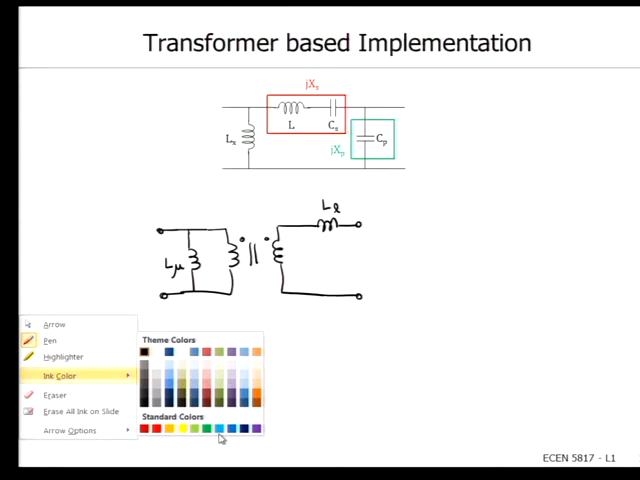 Transformer based Implementation
jXs
L
Cs
Lx
jXp
Cp
Lℓ
Lμ
Arrow
Pen
Highlighter
Ink Color
Eraser
Erase All Ink on Slide
Arrow Options
Theme Colors
Standard Colors
ECEN 5817 - L1